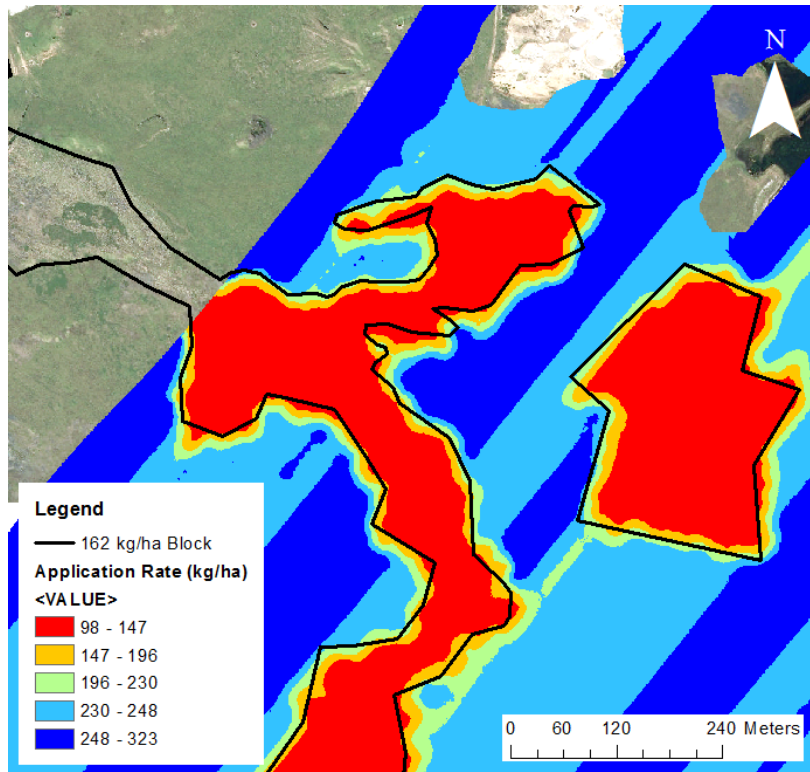 N
Legend
162 kg/ha Block
Application Rate (kg/ha)
<VALUE>
98 - 147
147 - 196
196 - 230
230 - 248
248 - 323
0 60 120 240 Meters